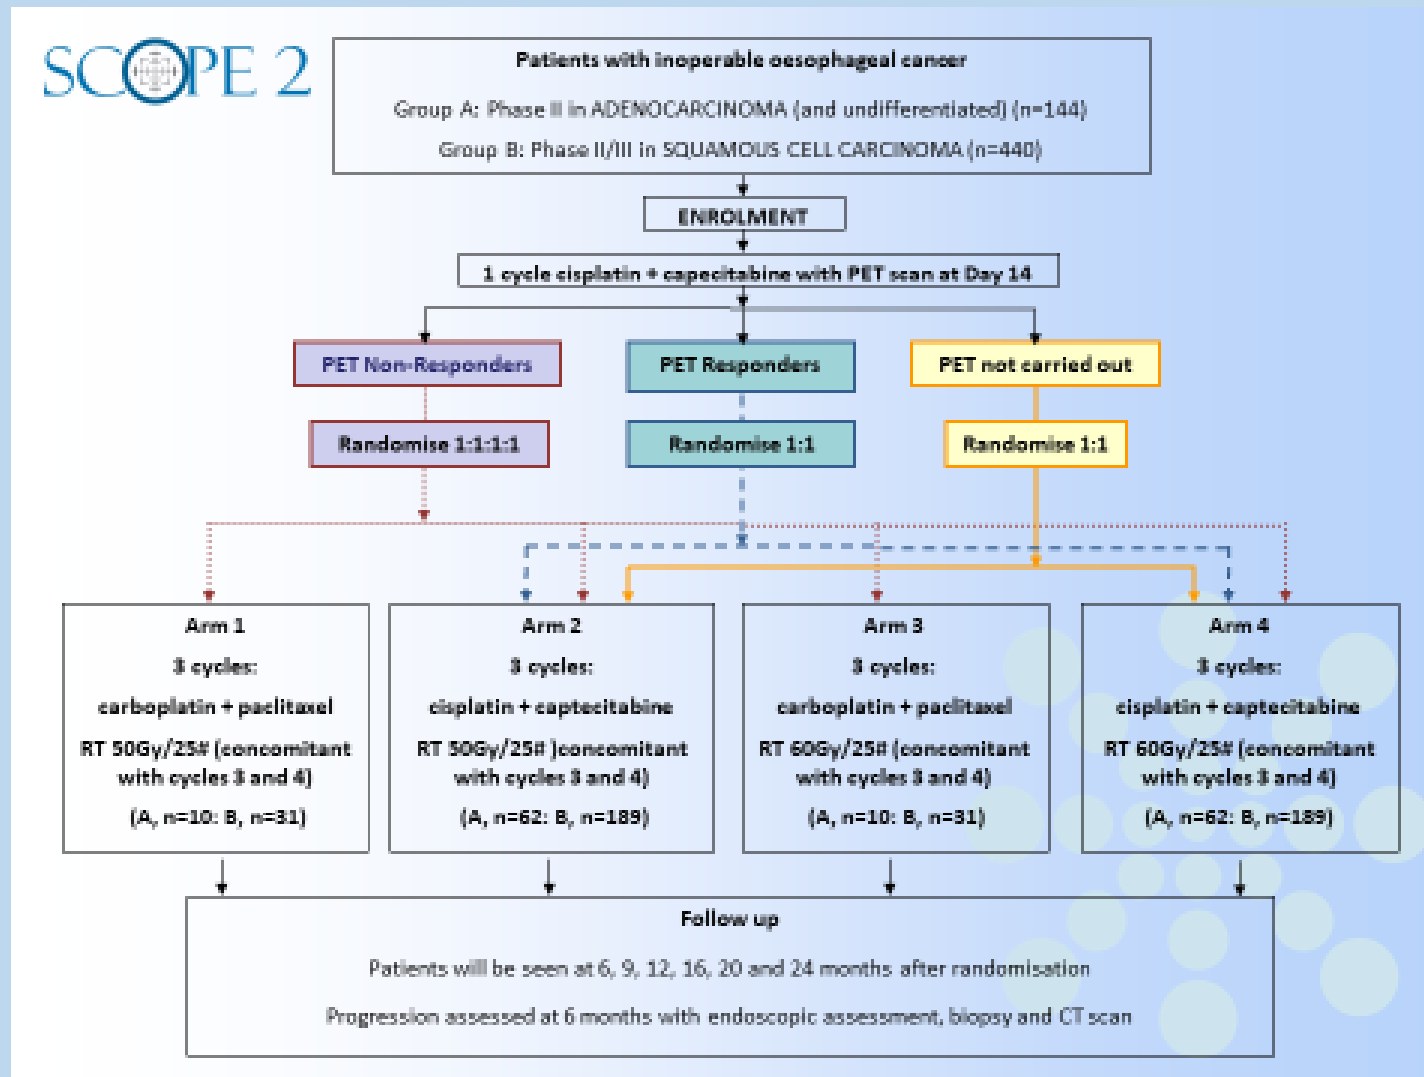 SCOPE 2
Patients with inoperable oesophageal cancer
Group A: Phase II in ADENOCARCINOMA (and undifferentiated) (n=144)
Group B: Phase II/III in SQUAMOUS CELL CARCINOMA (n=440)
ENROLMENT
1 cycle cisplatin + capecitabine with PET scan at Day 14
PET Non-Responders
PET Responders
PET not carried out
Randomise 1:1:1:1
Randomise 1:1
Randomise 1:1
Arm 1
3 cycles:
carboplatin + paclitaxel
RT 50Gy/25# (concomitant
with cycles 3 and 4)
(A, n=10: B, n=31)
Arm 2
3 cycles:
cisplatin + captecitabine
RT 50Gy/25# )concomitant
with cycles 3 and 4)
(A, n=62: B, n=189)
Arm 3
3 cycles:
carboplatin + paclitaxel
RT 60Gy/25# (concomitant
with cycles 3 and 4)
(A, n=10: B, n=31)
Arm 4
3 cycles:
cisplatin + captecitabine
RT 60Gy/25# (concomitant
with cycles 3 and 4)
(A, n=62: B, n=189)
Follow up
Patients will be seen at 6, 9, 12, 16, 20 and 24 months after randomisation
Progression assessed at 6 months with endoscopic assessment, biopsy and CT scan